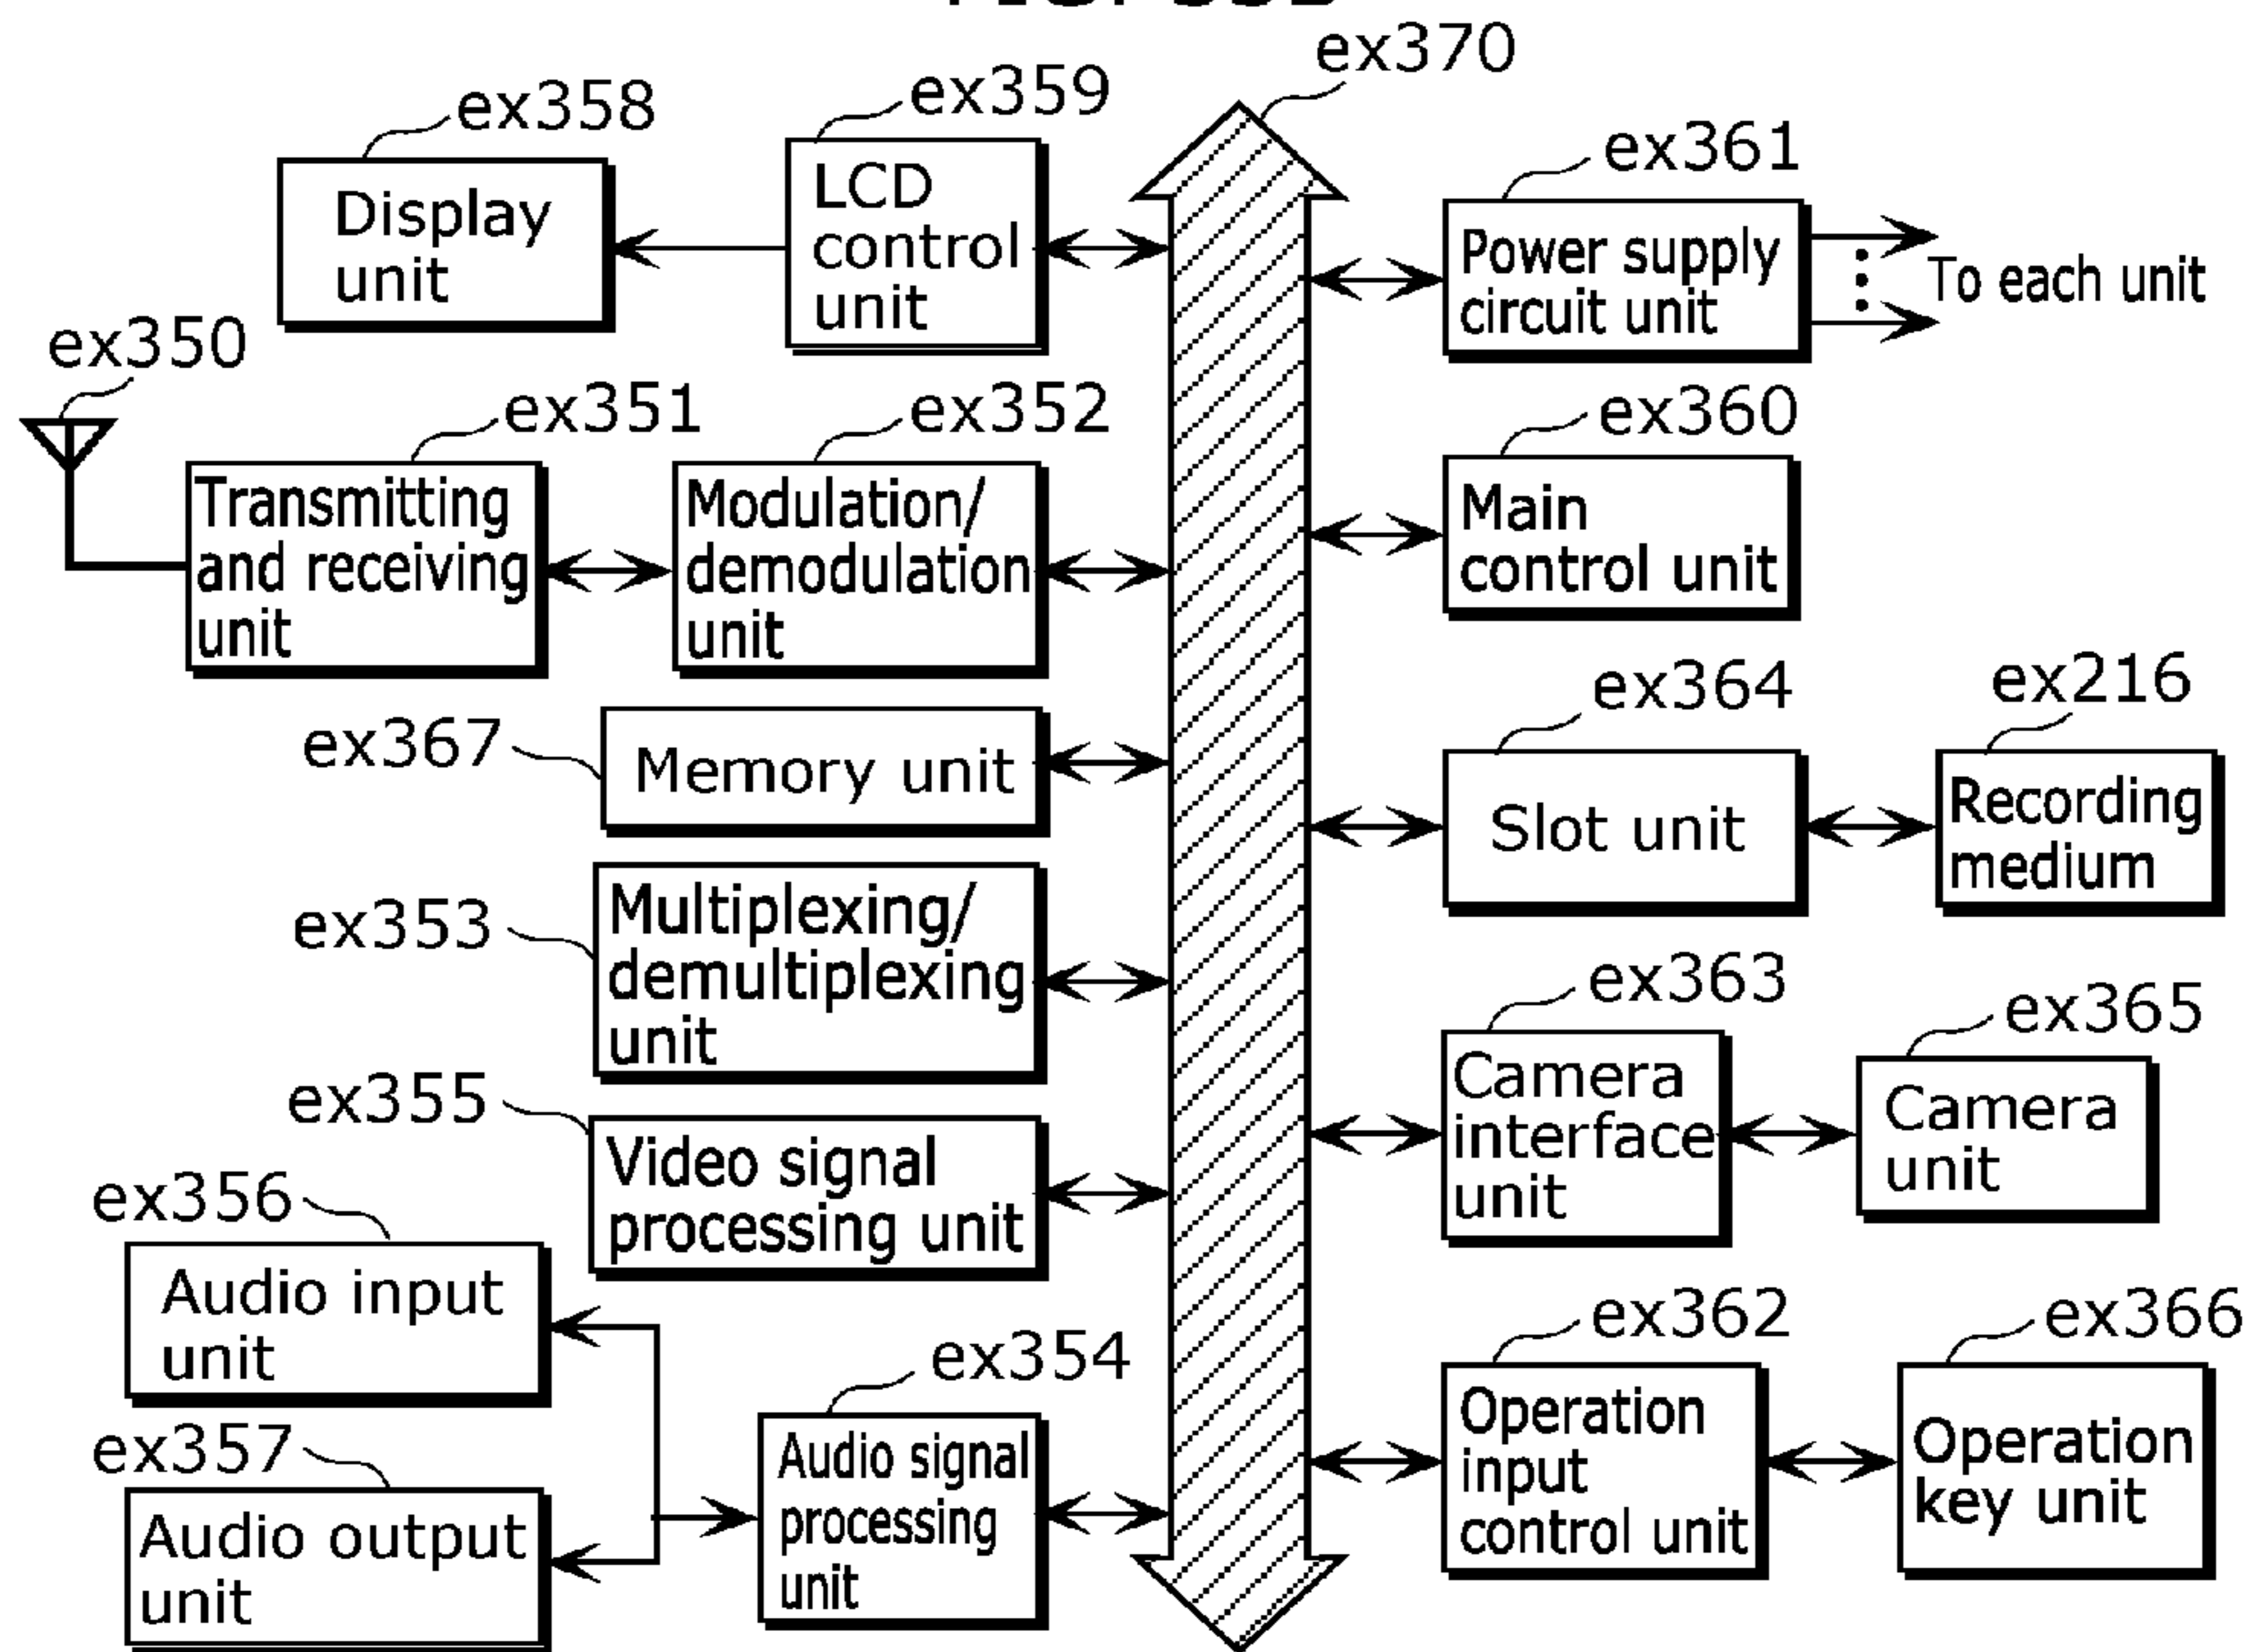 ex370
ex358
ex359
ex361
Display
unit
LCD
control
unit
Power supply
circuit unit
To each unit
ex350
ex351
ex352
ex360
Transmitting
and receiving
unit
Modulation/
demodulation
unit
Main
control unit
ex367
Memory unit
ex364
ex216
Slot unit
Recording
medium
ex353
Multiplexing/
demultiplexing
unit
ex363
ex365
Camera
interface
unit
Camera
unit
ex355
Video signal
processing unit
ex356
Audio input
unit
ex354
ex362
ex366
Audio signal
processing
unit
Operation
input
control unit
Operation
key unit
ex357
Audio output
unit